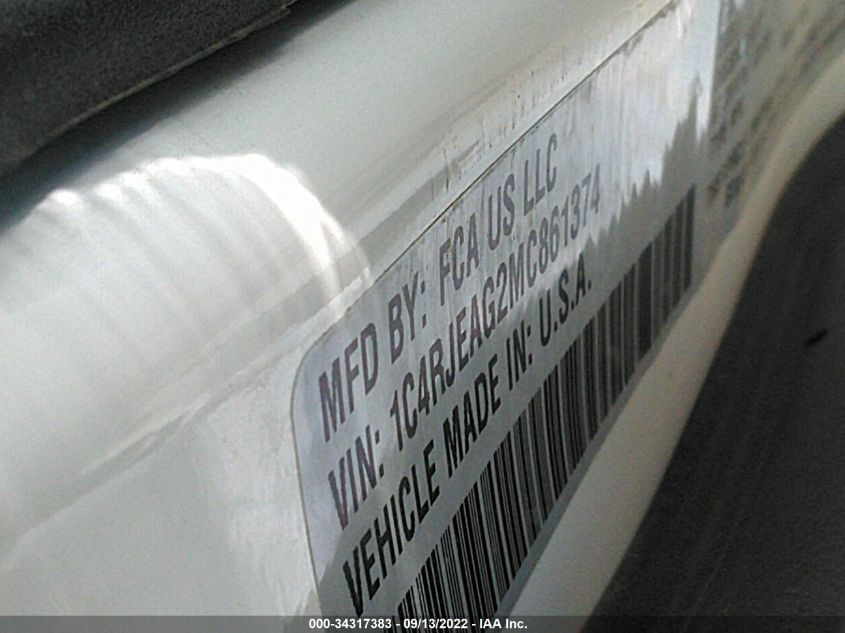 MFD BY: FCA US LLC
VIN: 1C4RJEAG2MC861374
VEHICLE MADE IN: U.S.A.
000-34317383 - 09/13/2022 - IAA Inc.